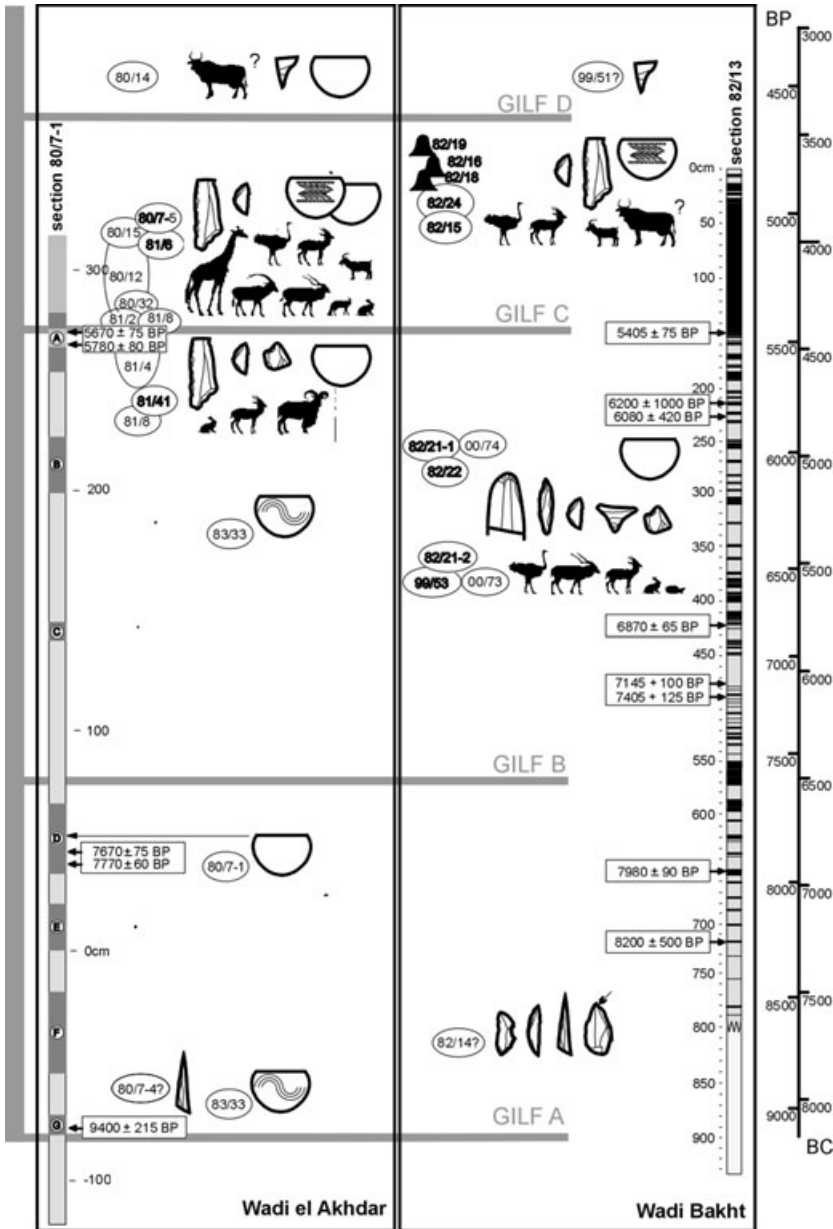 BP
3000
section 82/13
80/14
?
99/51?
4500
GILF D
3500
section 80/7-1
82/19
82/16
82/18
0cm
80/7-5
80/15
81/6
82/24
82/15
?
50
5000
4000
300
80/12
100
80/32
81/2
81/8
GILF C
A
5670 ± 75 BP
5780 ± 80 BP
5405 ± 75 BP
5500
4500
81/4
200
81/41
81/8
6200 ± 1000 BP
6080 ± 420 BP
B
82/21-1
00/74
82/22
250
6000
5000
200
300
83/33
350
82/21-2
99/53
00/73
6500
5500
400
C
6870 ± 65 BP
450
7000
6000
7145 + 100 BP
7405 + 125 BP
100
550
7500
GILF B
6500
600
D
7670 ± 75 BP
7770 ± 60 BP
80/7-1
7980 ± 90 BP
8000
7000
E
700
0cm
8200 ± 500 BP
750
7500
8500
F
800
82/14?
80/7-4?
83/33
850
8000
9000
G
9400 ± 215 BP
GILF A
900
BC
-100
Wadi el Akhdar
Wadi Bakht